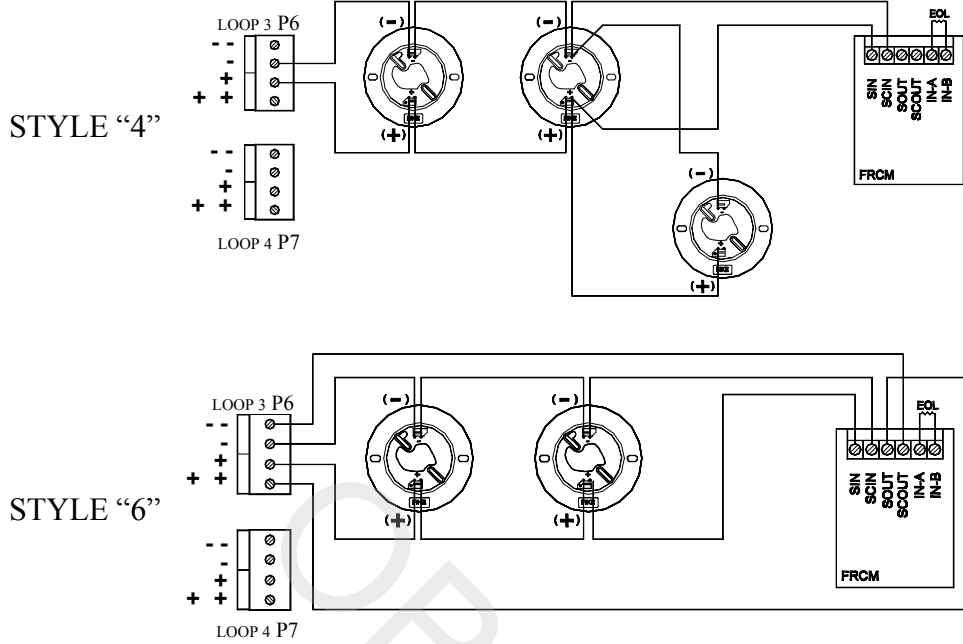 LOOP 3 P6
- -
-
+
+ +
STYLE “4”
- -
-
+
+ +
LOOP 4 P7
(-)
(+)
(-)
(+)
(-)
(+)
EOL
SIN
SCIN
SOUT
SCOUT
IN-A
IN-B
FRCM
LOOP 3 P6
- -
-
+
+ +
STYLE “6”
- -
-
+
+ +
LOOP 4 P7
(-)
(+)
(-)
(+)
EOL
SIN
SCIN
SOUT
SCOUT
IN-A
IN-B
FRCM